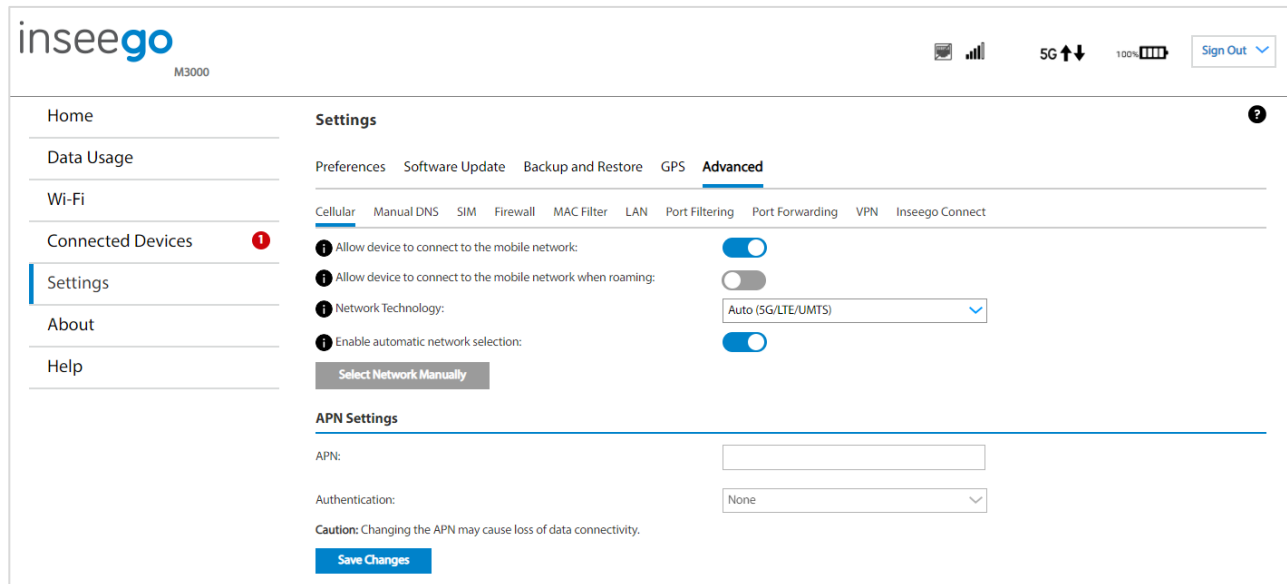 inseego
M3000
5G
100%
Sign Out
Home
Data Usage
Wi-Fi
Connected Devices 1
Settings
About
Help
Settings
?
Preferences Software Update Backup and Restore GPS Advanced
Cellular Manual DNS SIM Firewall MAC Filter LAN Port Filtering Port Forwarding VPN Inseego Connect
i Allow device to connect to the mobile network:
i Allow device to connect to the mobile network when roaming:
i Network Technology: Auto (5G/LTE/UMTS)
i Enable automatic network selection:
Select Network Manually
APN Settings
APN:
Authentication: None
Caution: Changing the APN may cause loss of data connectivity.
Save Changes